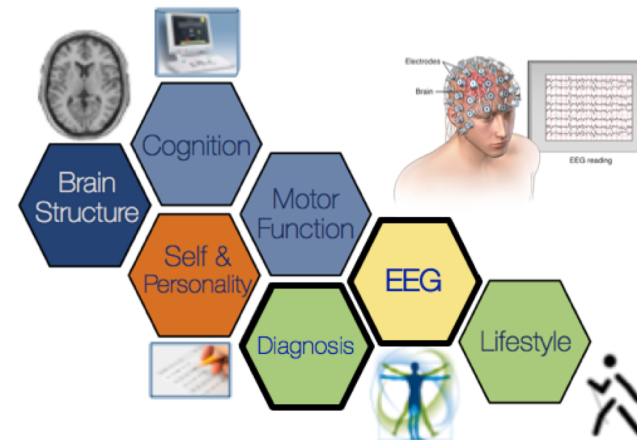 Electrodes
Brain
EEG reading
Cognition
Brain
Structure
Motor
Function
Self &
Personality
EEG
Diagnosis
Lifestyle